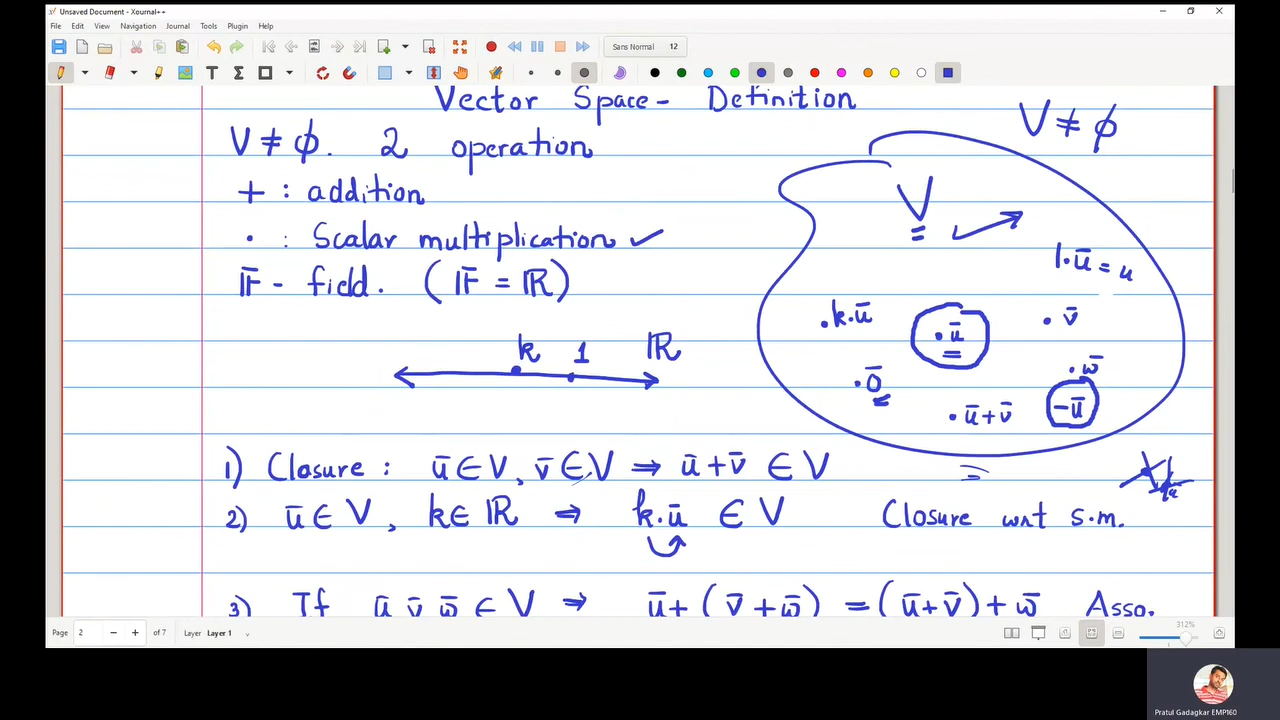 Unsaved Document - Xournal++
File Edit View Navigation Journal Tools Plugin Help
Sans Normal 12
Vector Space - Definition
V ≠ ϕ
V ≠ ϕ. 2 operation
+ : addition
V
· : Scalar multiplication ✓
1·ū = u
𝔽 - field. (𝔽 = ℝ)
·k·ū
·ū
·v̄
k 1 ℝ
·w̄
·0̄
-ū
·ū+v̄
1) Closure : ū ∈ V, v̄ ∈ V ⇒ ū+v̄ ∈ V
2) ū ∈ V, k ∈ ℝ ⇒ k.ū ∈ V Closure wrt s.m.
3) If ū v̄ w̄ ∈ V ⇒ ū+(v̄+w̄) = (ū+v̄)+w̄ Asso.
Page 2 of 7 Layer Layer 1 312%
Pratul Gadagkar EMP160